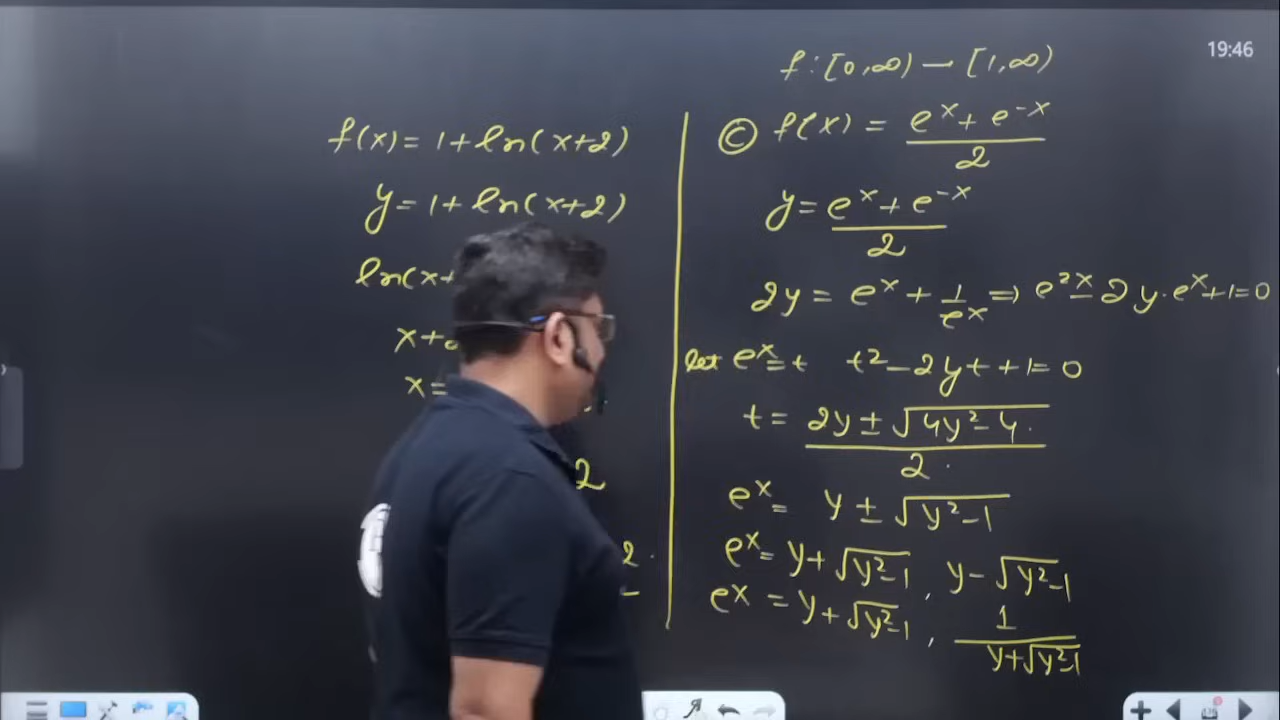 19:46
f(x) = 1 + ln(x+2)
y = 1 + ln(x+2)
ln(x+
x+
x=
2
2.
f : [0,∞) — [1,∞)
Ⓒ f(x) = (e^x + e^-x)/2
y = (e^x + e^-x)/2
2y = e^x + 1/e^x ⇒ e^2x - 2y·e^x + 1 = 0
let e^x = t t² - 2yt + 1 = 0
t = (2y ± √(4y² - 4))/2
e^x = y ± √(y² - 1)
e^x = y + √(y² - 1), y - √(y² - 1)
e^x = y + √(y² - 1), 1/(y + √(y² - 1))